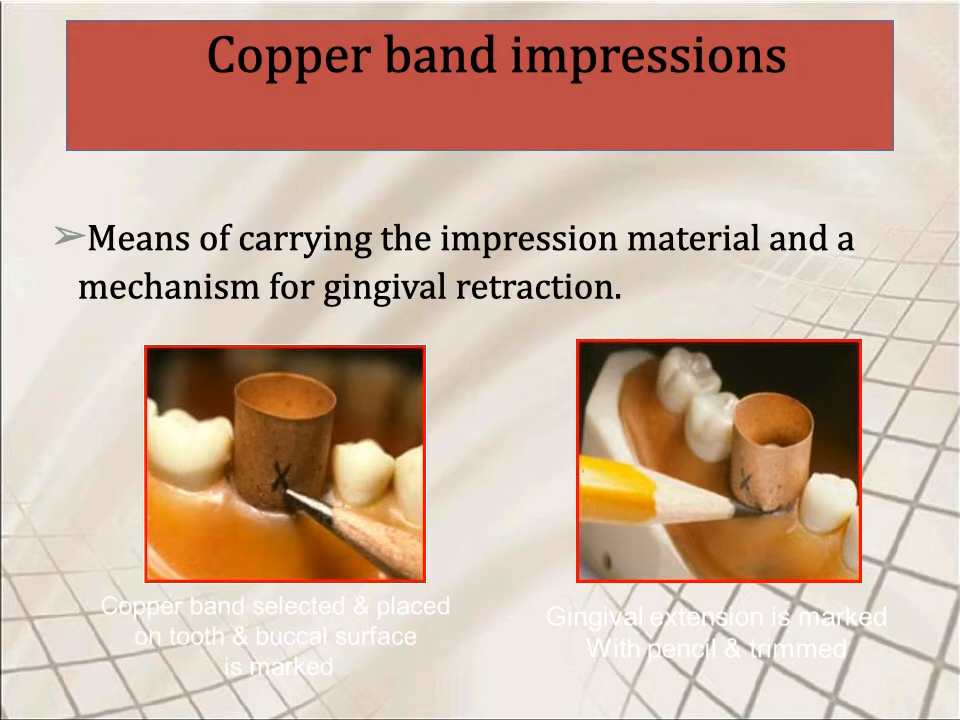 Copper band impressions
➢Means of carrying the impression material and a
mechanism for gingival retraction.
X
X
Copper band selected & placed
on tooth & buccal surface
is marked
Gingival extension is marked
With pencil & trimmed